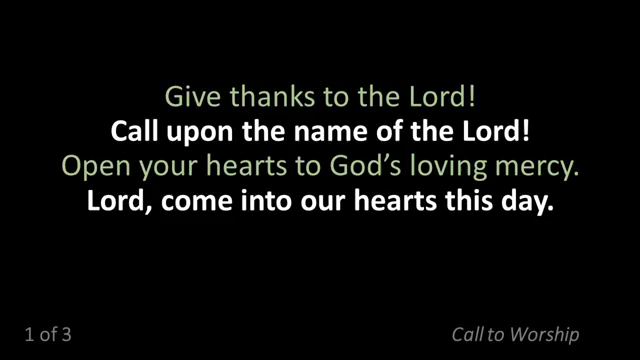 Give thanks to the Lord!
Call upon the name of the Lord!
Open your hearts to God’s loving mercy.
Lord, come into our hearts this day.
1 of 3
Call to Worship